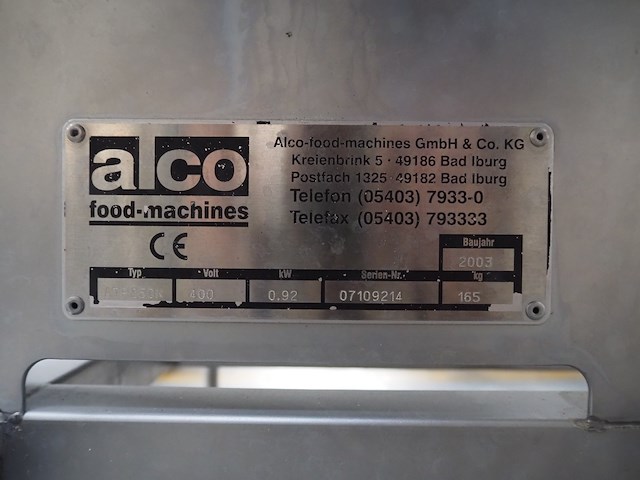 alco
food-machines
Alco-food-machines GmbH & Co. KG
Kreienbrink 5 · 49186 Bad Iburg
Postfach 1325 · 49182 Bad Iburg
Telefon (05403) 7933-0
Telefax (05403) 793333
CE
Baujahr
2003
Typ Volt kW Serien-Nr. kg
400 0.92 07109214 165